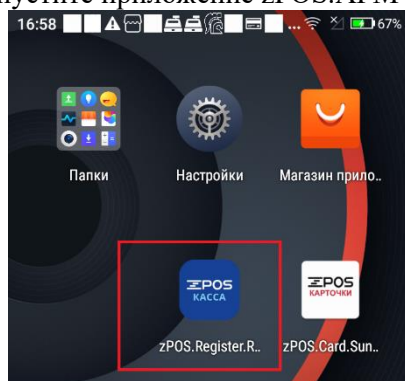 пустите приложение zPOS.АРМ
16:58
67%
Папки
Настройки
Магазин прило..
ZPOS
КАССА
ZPOS
КАРТОЧКИ
zPOS.Register.R..
zPOS.Card.Sun..